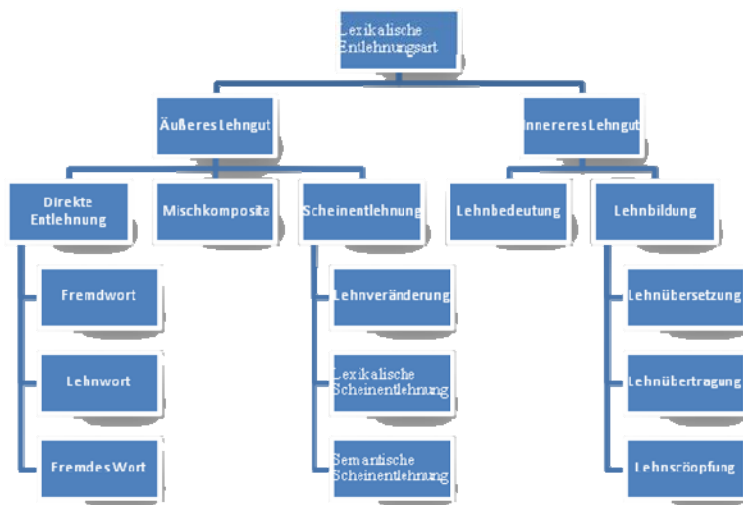 Lexikalische
Entlehnungsart
Äußeres Lehngut
Innereres Lehngut
Direkte
Entlehnung
Mischkomposita
Scheinentlehnung
Lehnbedeutung
Lehnbildung
Fremdwort
Lehnveränderung
Lehnübersetzung
Lehnwort
Lexikalische
Scheinentlehnung
Lehnübertragung
Fremdes Wort
Semantische
Scheinentlehnung
Lehnscöopfung